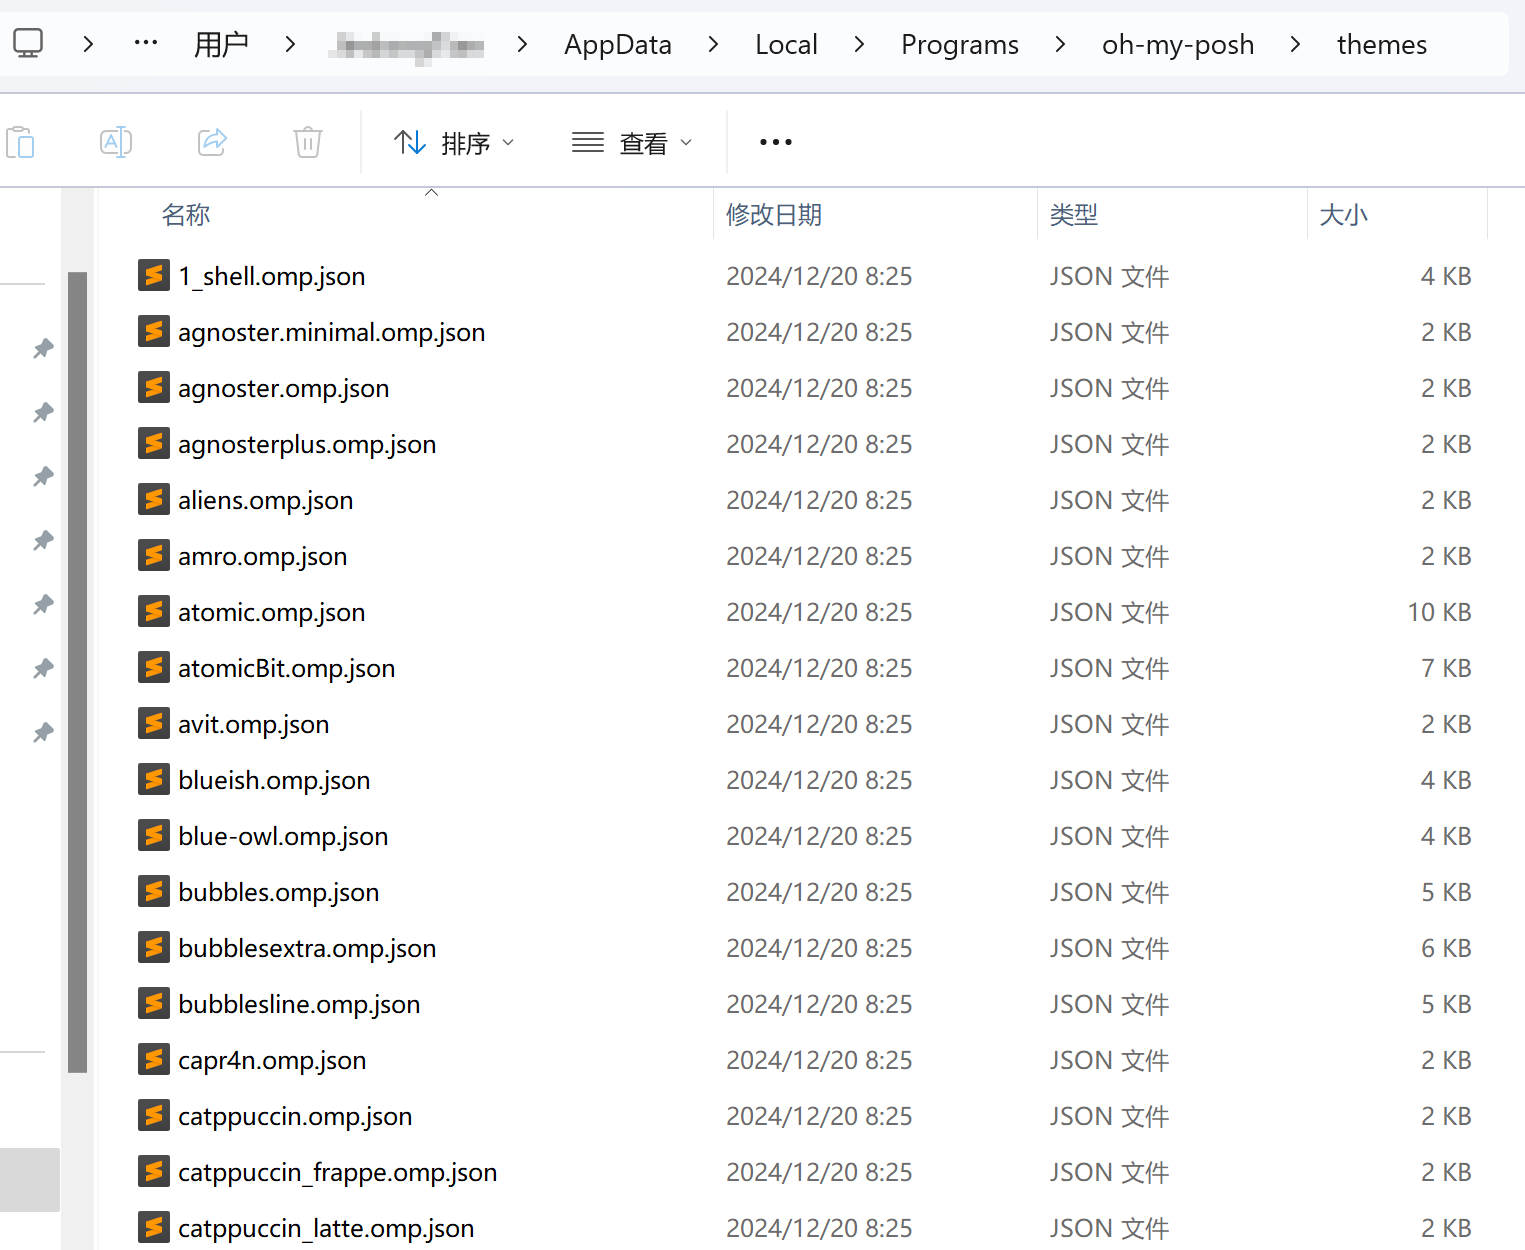 用户 AppData Local Programs oh-my-posh themes
排序 查看
名称 修改日期 类型 大小
1_shell.omp.json 2024/12/20 8:25 JSON 文件 4 KB
agnoster.minimal.omp.json 2024/12/20 8:25 JSON 文件 2 KB
agnoster.omp.json 2024/12/20 8:25 JSON 文件 2 KB
agnosterplus.omp.json 2024/12/20 8:25 JSON 文件 2 KB
aliens.omp.json 2024/12/20 8:25 JSON 文件 2 KB
amro.omp.json 2024/12/20 8:25 JSON 文件 2 KB
atomic.omp.json 2024/12/20 8:25 JSON 文件 10 KB
atomicBit.omp.json 2024/12/20 8:25 JSON 文件 7 KB
avit.omp.json 2024/12/20 8:25 JSON 文件 2 KB
blueish.omp.json 2024/12/20 8:25 JSON 文件 4 KB
blue-owl.omp.json 2024/12/20 8:25 JSON 文件 4 KB
bubbles.omp.json 2024/12/20 8:25 JSON 文件 5 KB
bubblesextra.omp.json 2024/12/20 8:25 JSON 文件 6 KB
bubblesline.omp.json 2024/12/20 8:25 JSON 文件 5 KB
capr4n.omp.json 2024/12/20 8:25 JSON 文件 2 KB
catppuccin.omp.json 2024/12/20 8:25 JSON 文件 2 KB
catppuccin_frappe.omp.json 2024/12/20 8:25 JSON 文件 2 KB
catppuccin_latte.omp.json 2024/12/20 8:25 JSON 文件 2 KB